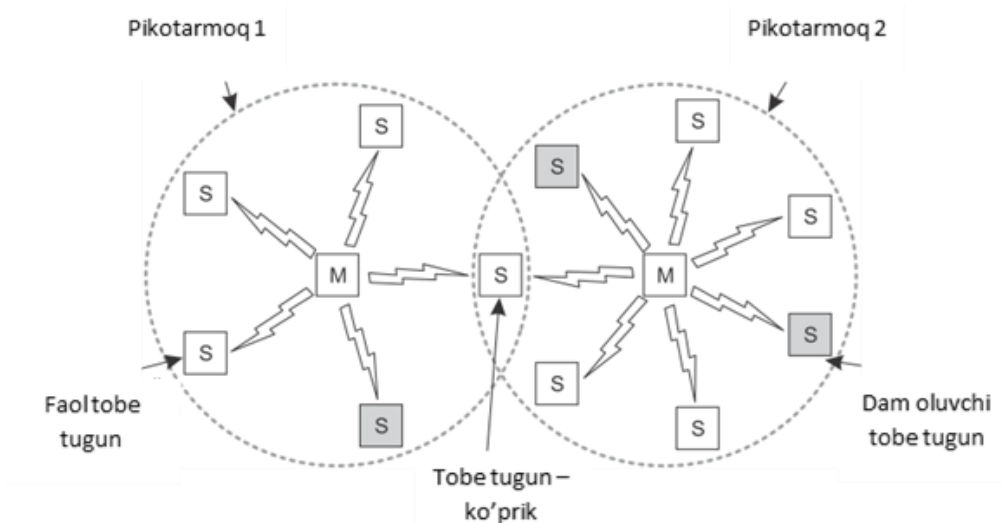 Pikotarmoq 1
Pikotarmoq 2
S
S
S
S
S
S
M
S
M
S
S
S
S
S
S
Faol tobe
tugun
Tobe tugun –
ko'prik
Dam oluvchi
tobe tugun